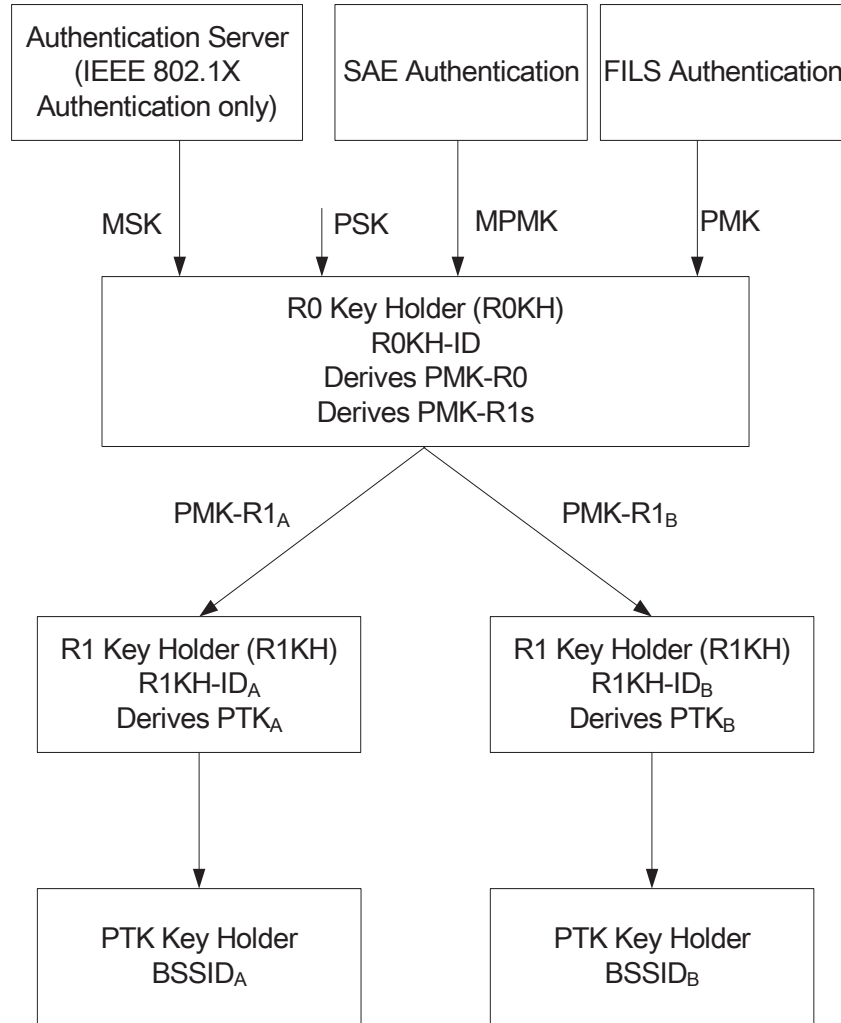 Authentication Server
(IEEE 802.1X
Authentication only)
SAE Authentication
FILS Authentication
MSK
PSK
MPMK
PMK
R0 Key Holder (R0KH)
R0KH-ID
Derives PMK-R0
Derives PMK-R1s
PMK-R1A
PMK-R1B
R1 Key Holder (R1KH)
R1KH-IDA
Derives PTKA
R1 Key Holder (R1KH)
R1KH-IDB
Derives PTKB
PTK Key Holder
BSSIDA
PTK Key Holder
BSSIDB